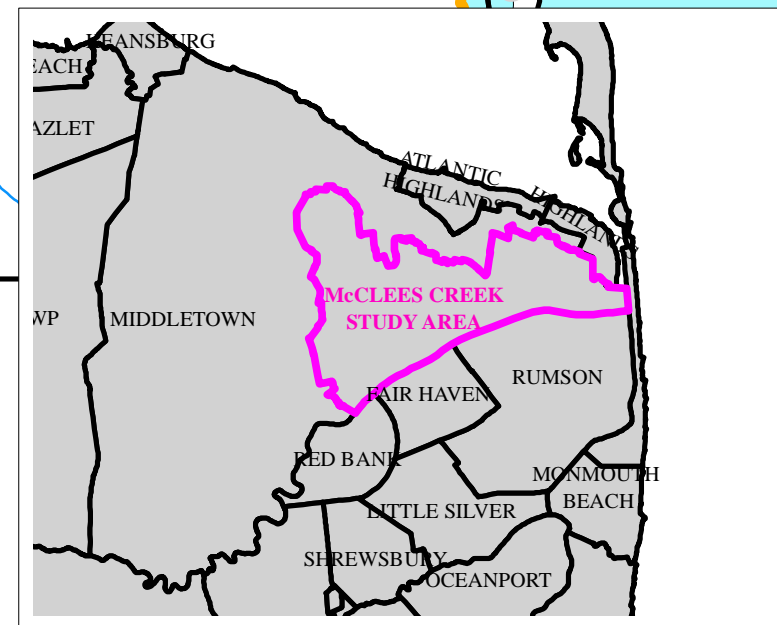 KEANSBURG
EACH
AZLET
ATLANTIC
HIGHLANDS
HIGHLANDS
McCLEES CREEK
STUDY AREA
WP
MIDDLETOWN
RUMSON
FAIR HAVEN
RED BANK
MONMOUTH
BEACH
LITTLE SILVER
SHREWSBURY
OCEANPORT